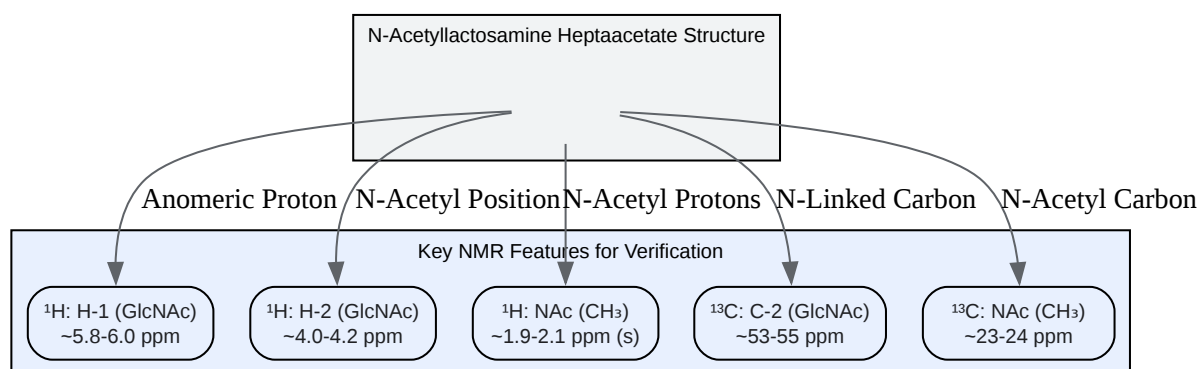 N-Acetyllactosamine Heptaacetate Structure
Anomeric Proton
N-Acetyl Position
N-Acetyl Protons
N-Linked Carbon
N-Acetyl Carbon
Key NMR Features for Verification
¹H: H-1 (GlcNAc)
~5.8-6.0 ppm
¹H: H-2 (GlcNAc)
~4.0-4.2 ppm
¹H: NAc (CH₃)
~1.9-2.1 ppm (s)
¹³C: C-2 (GlcNAc)
~53-55 ppm
¹³C: NAc (CH₃)
~23-24 ppm